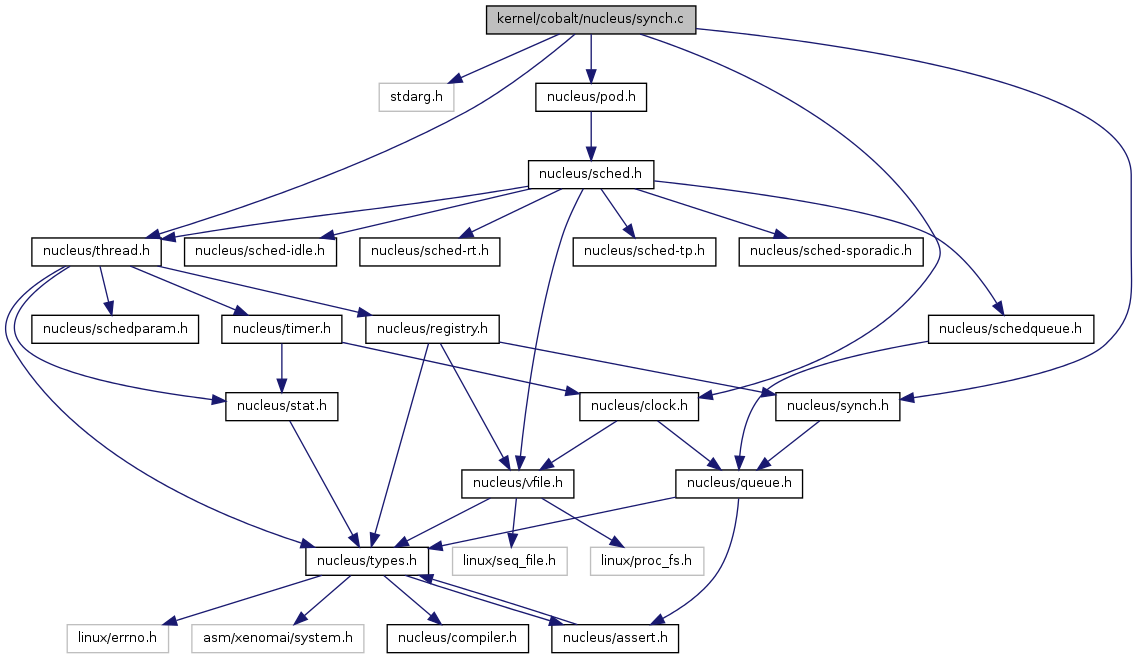 kernel/cobalt/nucleus/synch.c
stdarg.h
nucleus/pod.h
nucleus/sched.h
nucleus/thread.h
nucleus/sched-idle.h
nucleus/sched-rt.h
nucleus/sched-tp.h
nucleus/sched-sporadic.h
nucleus/schedparam.h
nucleus/timer.h
nucleus/registry.h
nucleus/schedqueue.h
nucleus/stat.h
nucleus/clock.h
nucleus/synch.h
nucleus/vfile.h
nucleus/queue.h
nucleus/types.h
linux/seq_file.h
linux/proc_fs.h
linux/errno.h
asm/xenomai/system.h
nucleus/compiler.h
nucleus/assert.h